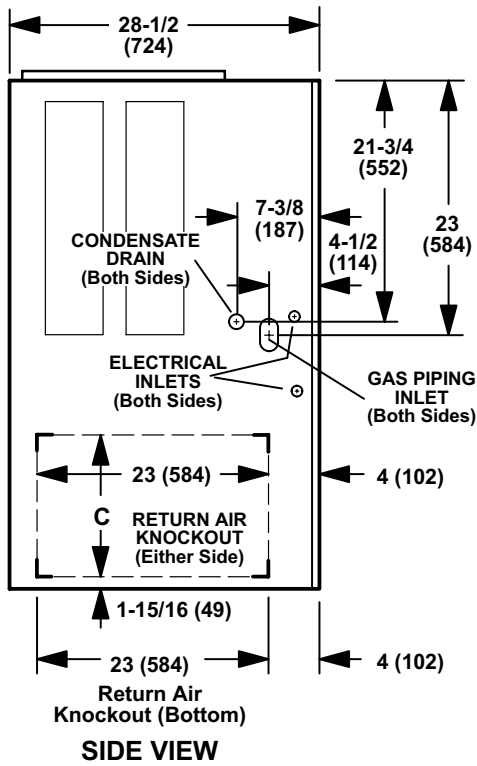 28-1/2
(724)
21-3/4
(552)
7-3/8
(187)
23
(584)
4-1/2
(114)
CONDENSATE
DRAIN
(Both Sides)
ELECTRICAL
INLETS
(Both Sides)
GAS PIPING
INLET
(Both Sides)
23 (584)
4 (102)
C
RETURN AIR
KNOCKOUT
(Either Side)
1-15/16 (49)
23 (584)
4 (102)
Return Air
Knockout (Bottom)
SIDE VIEW